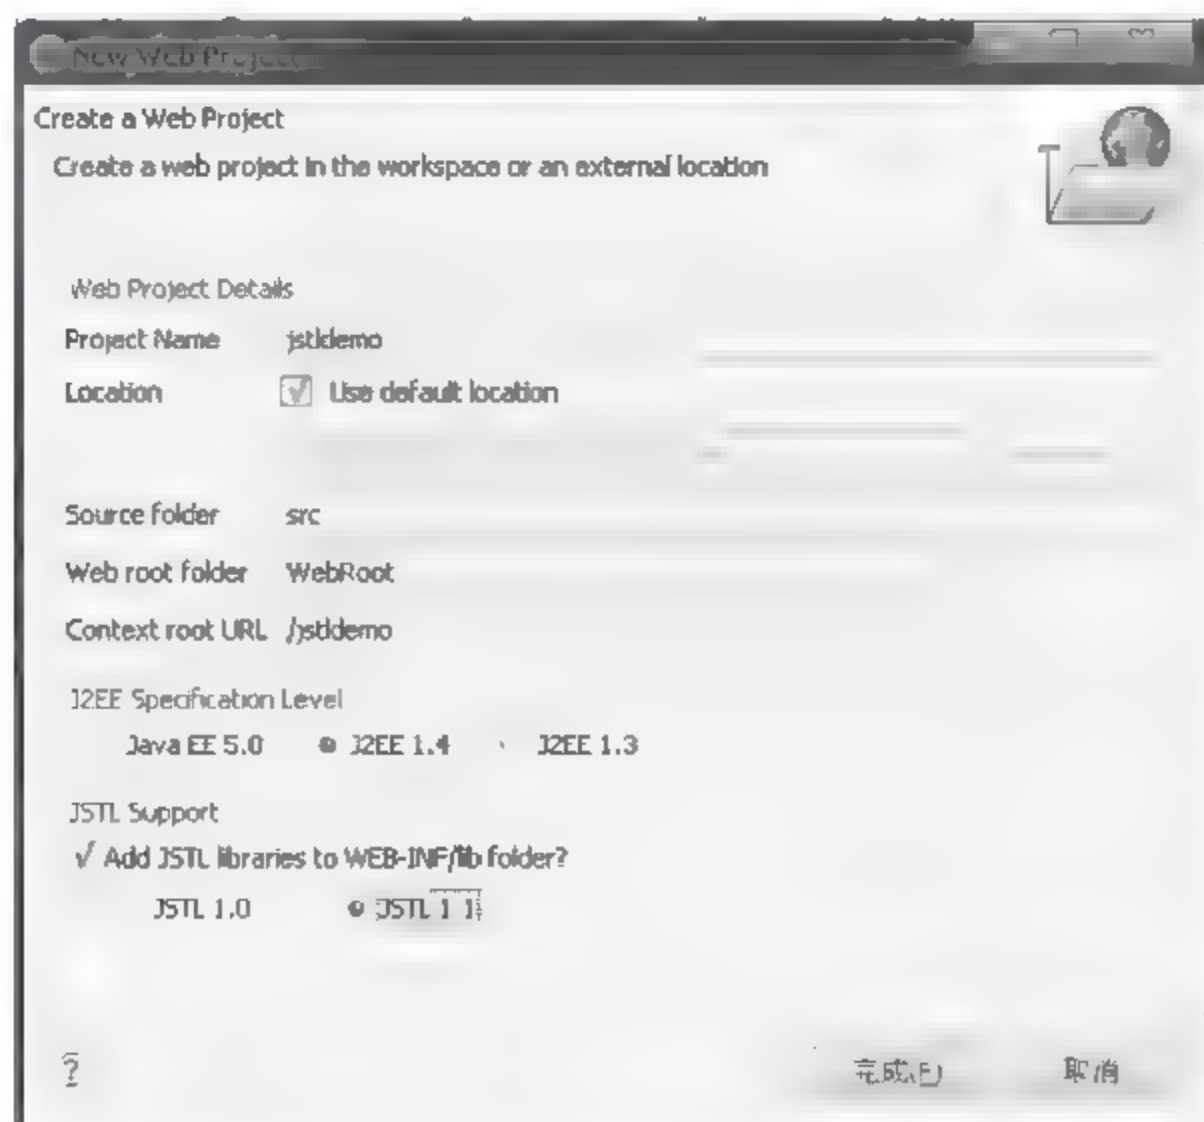 New Web Project
Create a Web Project
Create a web project in the workspace or an external location
Web Project Details
Project Name jstldemo
Location Use default location
Source folder src
Web root folder WebRoot
Context root URL /jstldemo
J2EE Specification Level
Java EE 5.0 J2EE 1.4 J2EE 1.3
JSTL Support
Add JSTL libraries to WEB-INF/lib folder?
JSTL 1.0 JSTL 1.1
? 完成(F) 取消